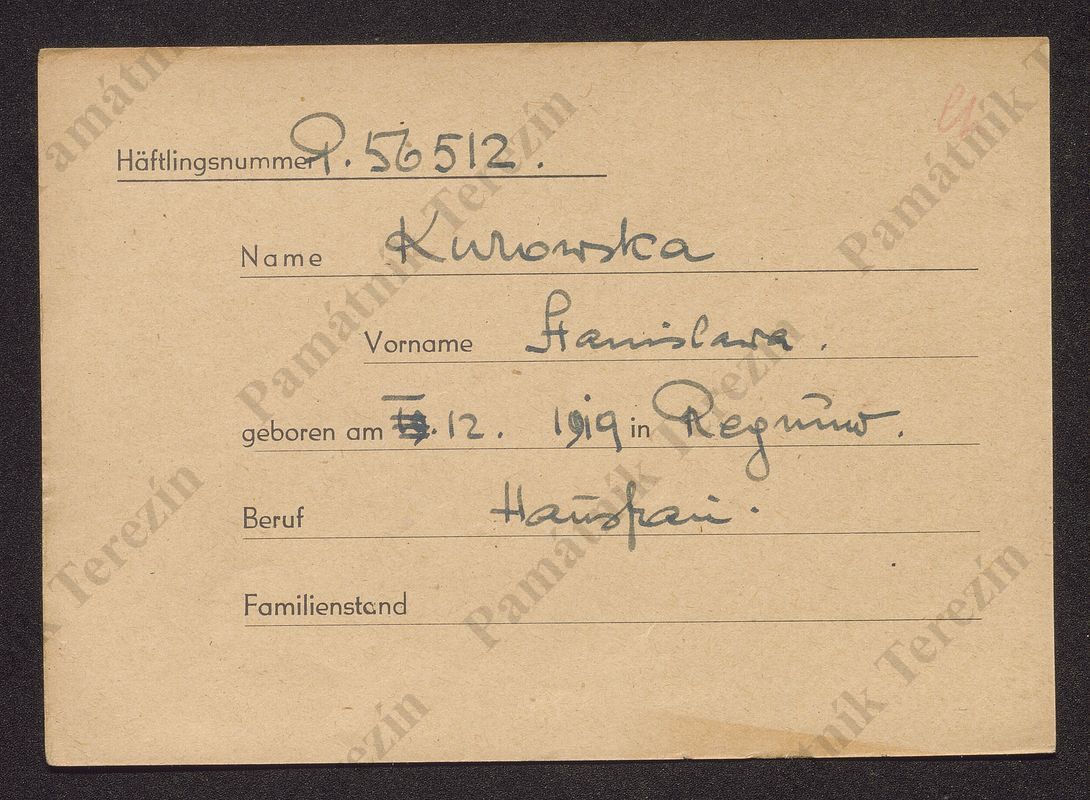 Häftlingsnummer P. 56512.
Name Kurowska
Vorname Stanislawa.
geboren am 12. 1919 in Regnów.
Beruf Hausfrau.
Familienstand
Památník Terezín